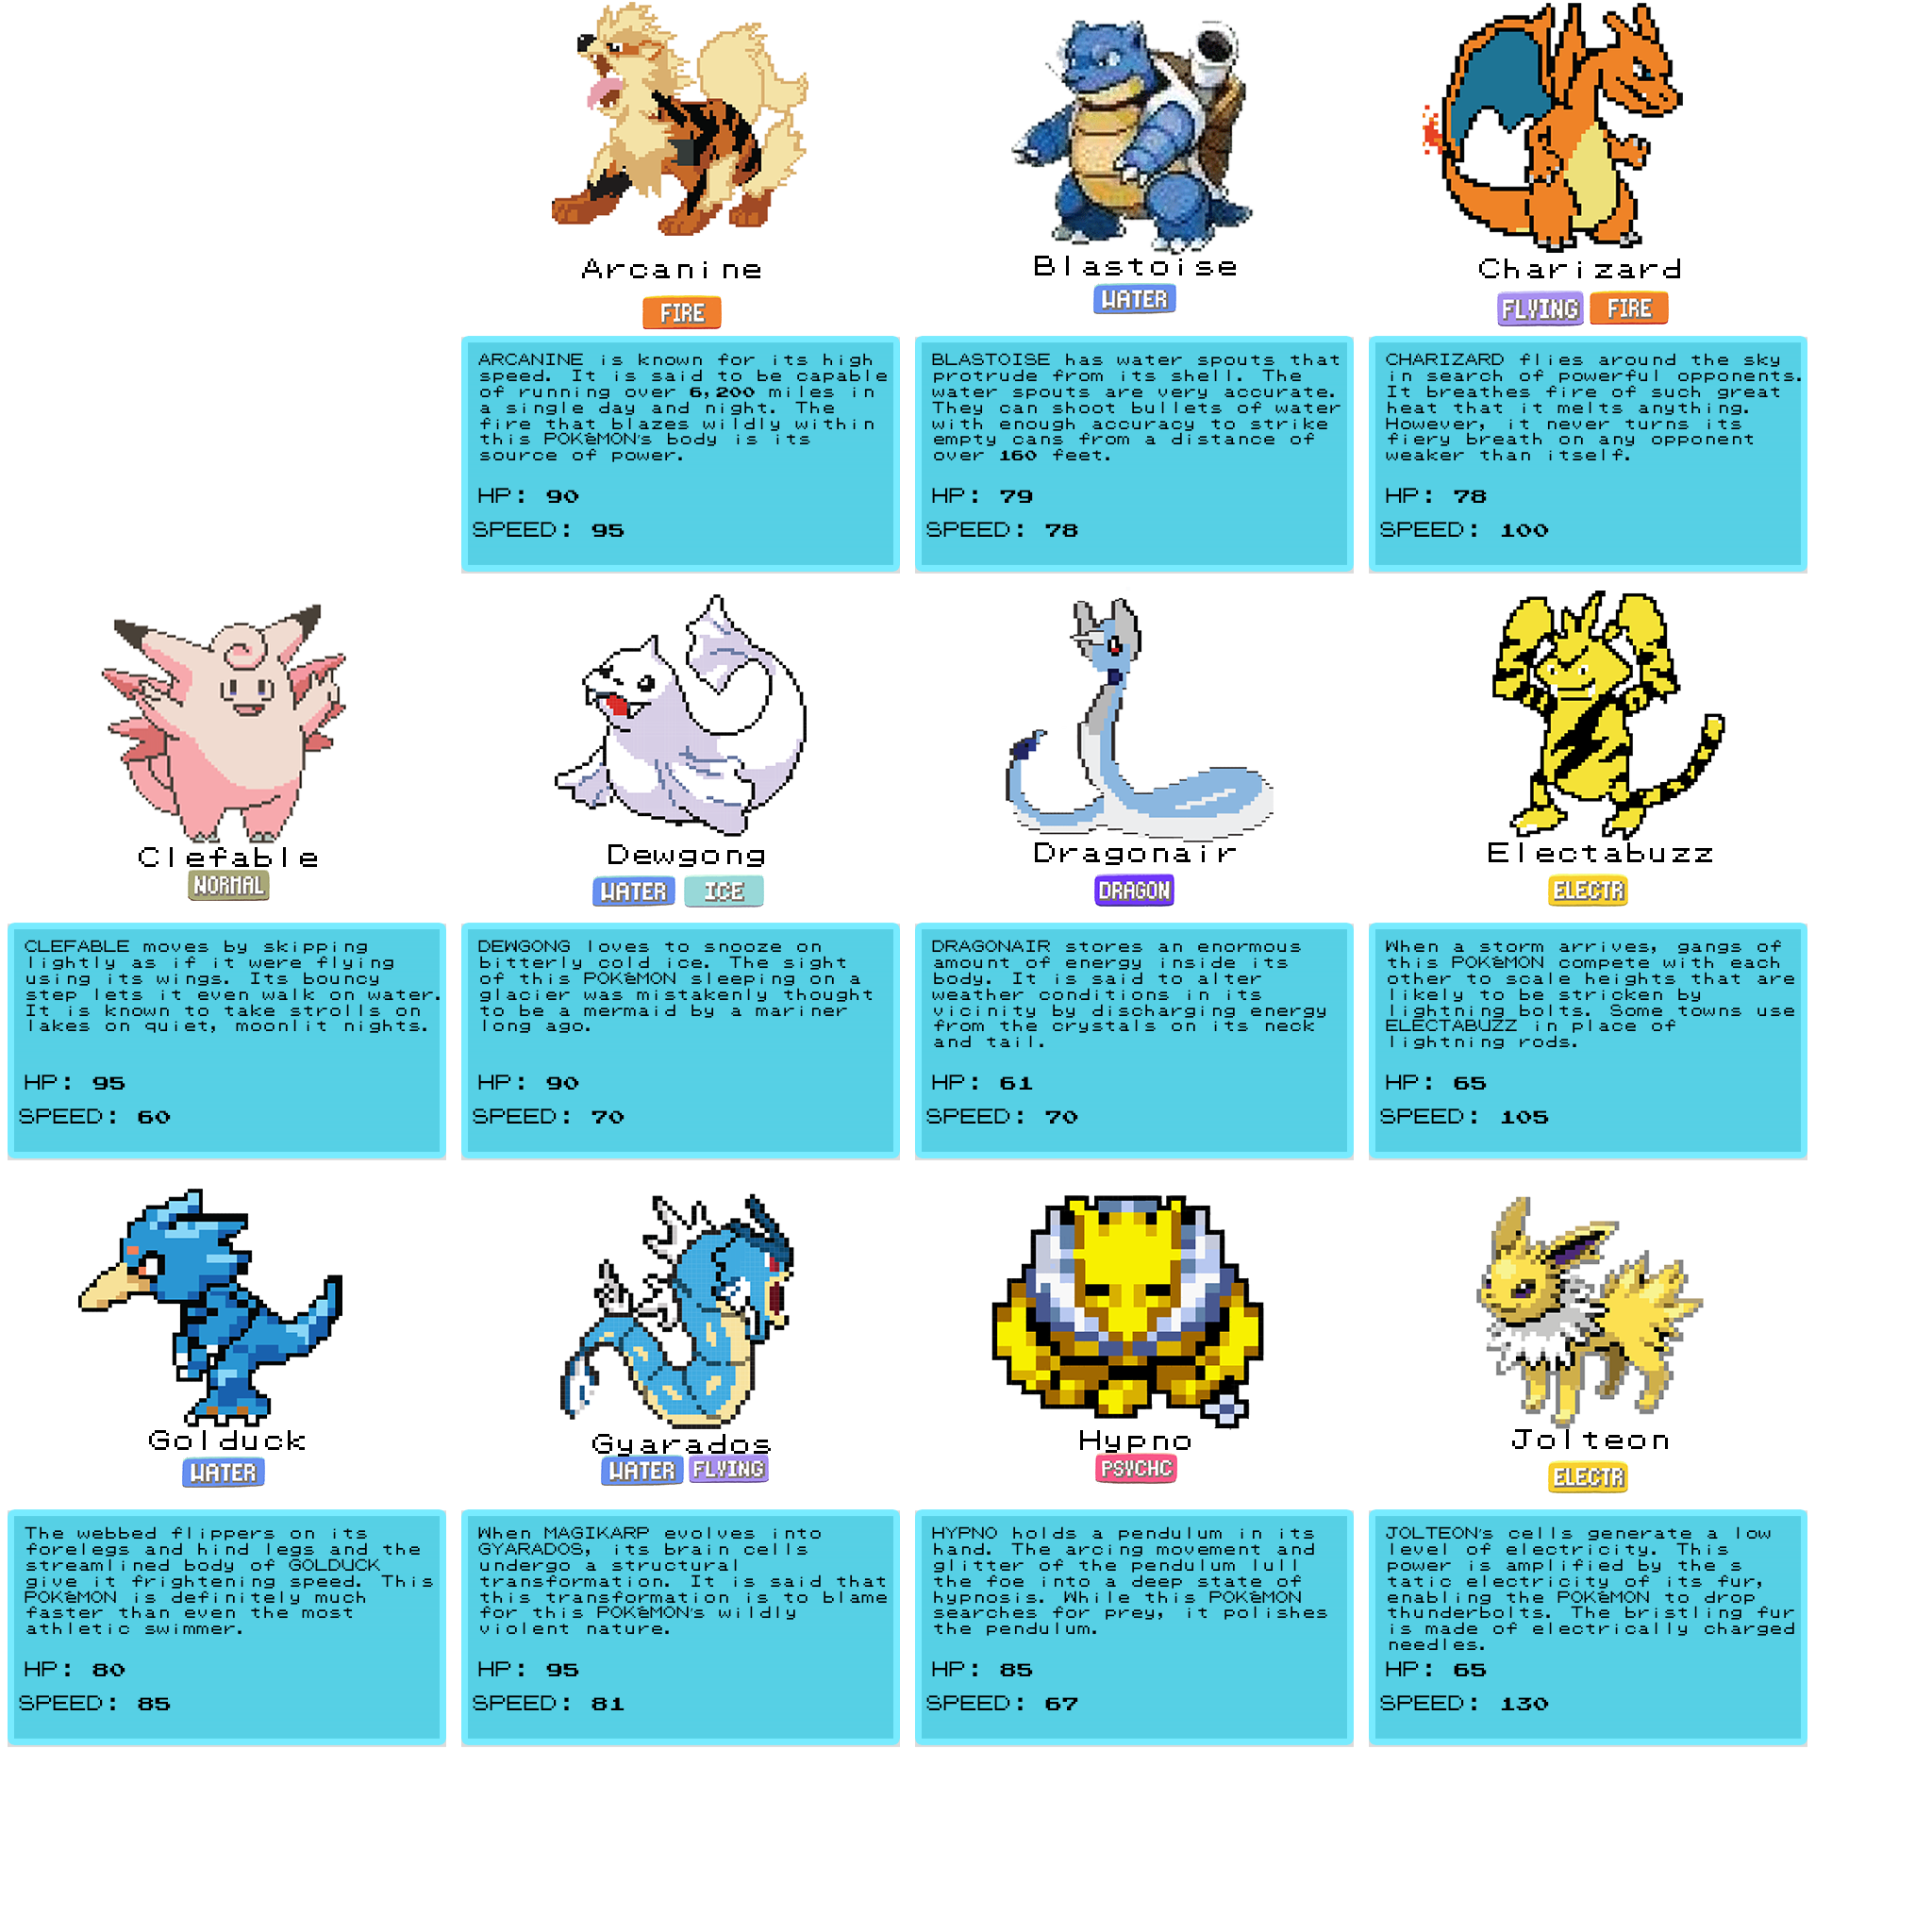 Arcanine
FIRE
ARCANINE is known for its high
speed. It is said to be capable
of running over 6,200 miles in
a single day and night. The
fire that blazes wildly within
this POKéMON's body is its
source of power.
HP: 90
SPEED: 95
Blastoise
WATER
BLASTOISE has water spouts that
protrude from its shell. The
water spouts are very accurate.
They can shoot bullets of water
with enough accuracy to strike
empty cans from a distance of
over 160 feet.
HP: 79
SPEED: 78
Charizard
FLYING FIRE
CHARIZARD flies around the sky
in search of powerful opponents.
It breathes fire of such great
heat that it melts anything.
However, it never turns its
fiery breath on any opponent
weaker than itself.
HP: 78
SPEED: 100
Clefable
NORMAL
CLEFABLE moves by skipping
lightly as if it were flying
using its wings. Its bouncy
step lets it even walk on water.
It is known to take strolls on
lakes on quiet, moonlit nights.
HP: 95
SPEED: 60
Dewgong
WATER ICE
DEWGONG loves to snooze on
bitterly cold ice. The sight
of this POKéMON sleeping on a
glacier was mistakenly thought
to be a mermaid by a mariner
long ago.
HP: 90
SPEED: 70
Dragonair
DRAGON
DRAGONAIR stores an enormous
amount of energy inside its
body. It is said to alter
weather conditions in its
vicinity by discharging energy
from the crystals on its neck
and tail.
HP: 61
SPEED: 70
Electabuzz
ELECTR
When a storm arrives, gangs of
this POKéMON compete with each
other to scale heights that are
likely to be stricken by
lightning bolts. Some towns use
ELECTABUZZ in place of
lightning rods.
HP: 65
SPEED: 105
Golduck
WATER
The webbed flippers on its
forelegs and hind legs and the
streamlined body of GOLDUCK
give it frightening speed. This
POKéMON is definitely much
faster than even the most
athletic swimmer.
HP: 80
SPEED: 85
Gyarados
WATER FLYING
When MAGIKARP evolves into
GYARADOS, its brain cells
undergo a structural
transformation. It is said that
this transformation is to blame
for this POKéMON's wildly
violent nature.
HP: 95
SPEED: 81
Hypno
PSYCHC
HYPNO holds a pendulum in its
hand. The arcing movement and
glitter of the pendulum lull
the foe into a deep state of
hypnosis. While this POKéMON
searches for prey, it polishes
the pendulum.
HP: 85
SPEED: 67
Jolteon
ELECTR
JOLTEON's cells generate a low
level of electricity. This
power is amplified by the s
tatic electricity of its fur,
enabling the POKéMON to drop
thunderbolts. The bristling fur
is made of electrically charged
needles.
HP: 65
SPEED: 130